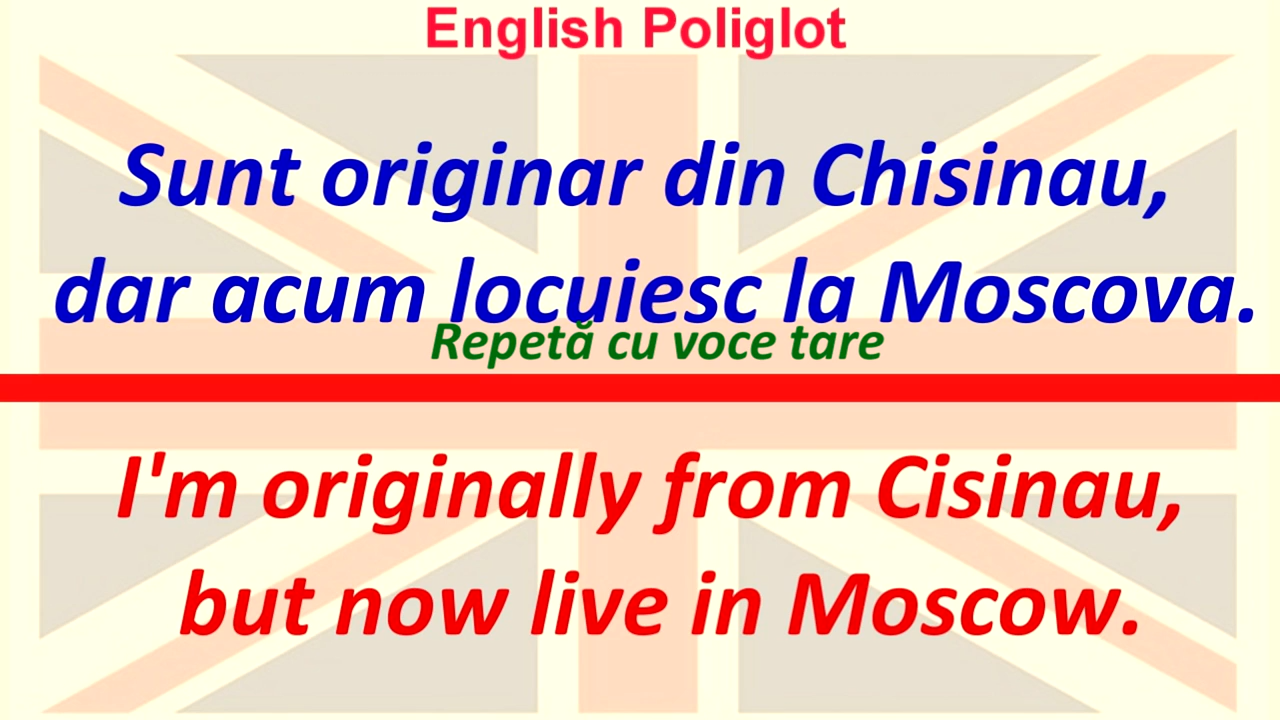 English Poliglot
Sunt originar din Chisinau,
dar acum locuiesc la Moscova.
Repetă cu voce tare
I'm originally from Cisinau,
but now live in Moscow.